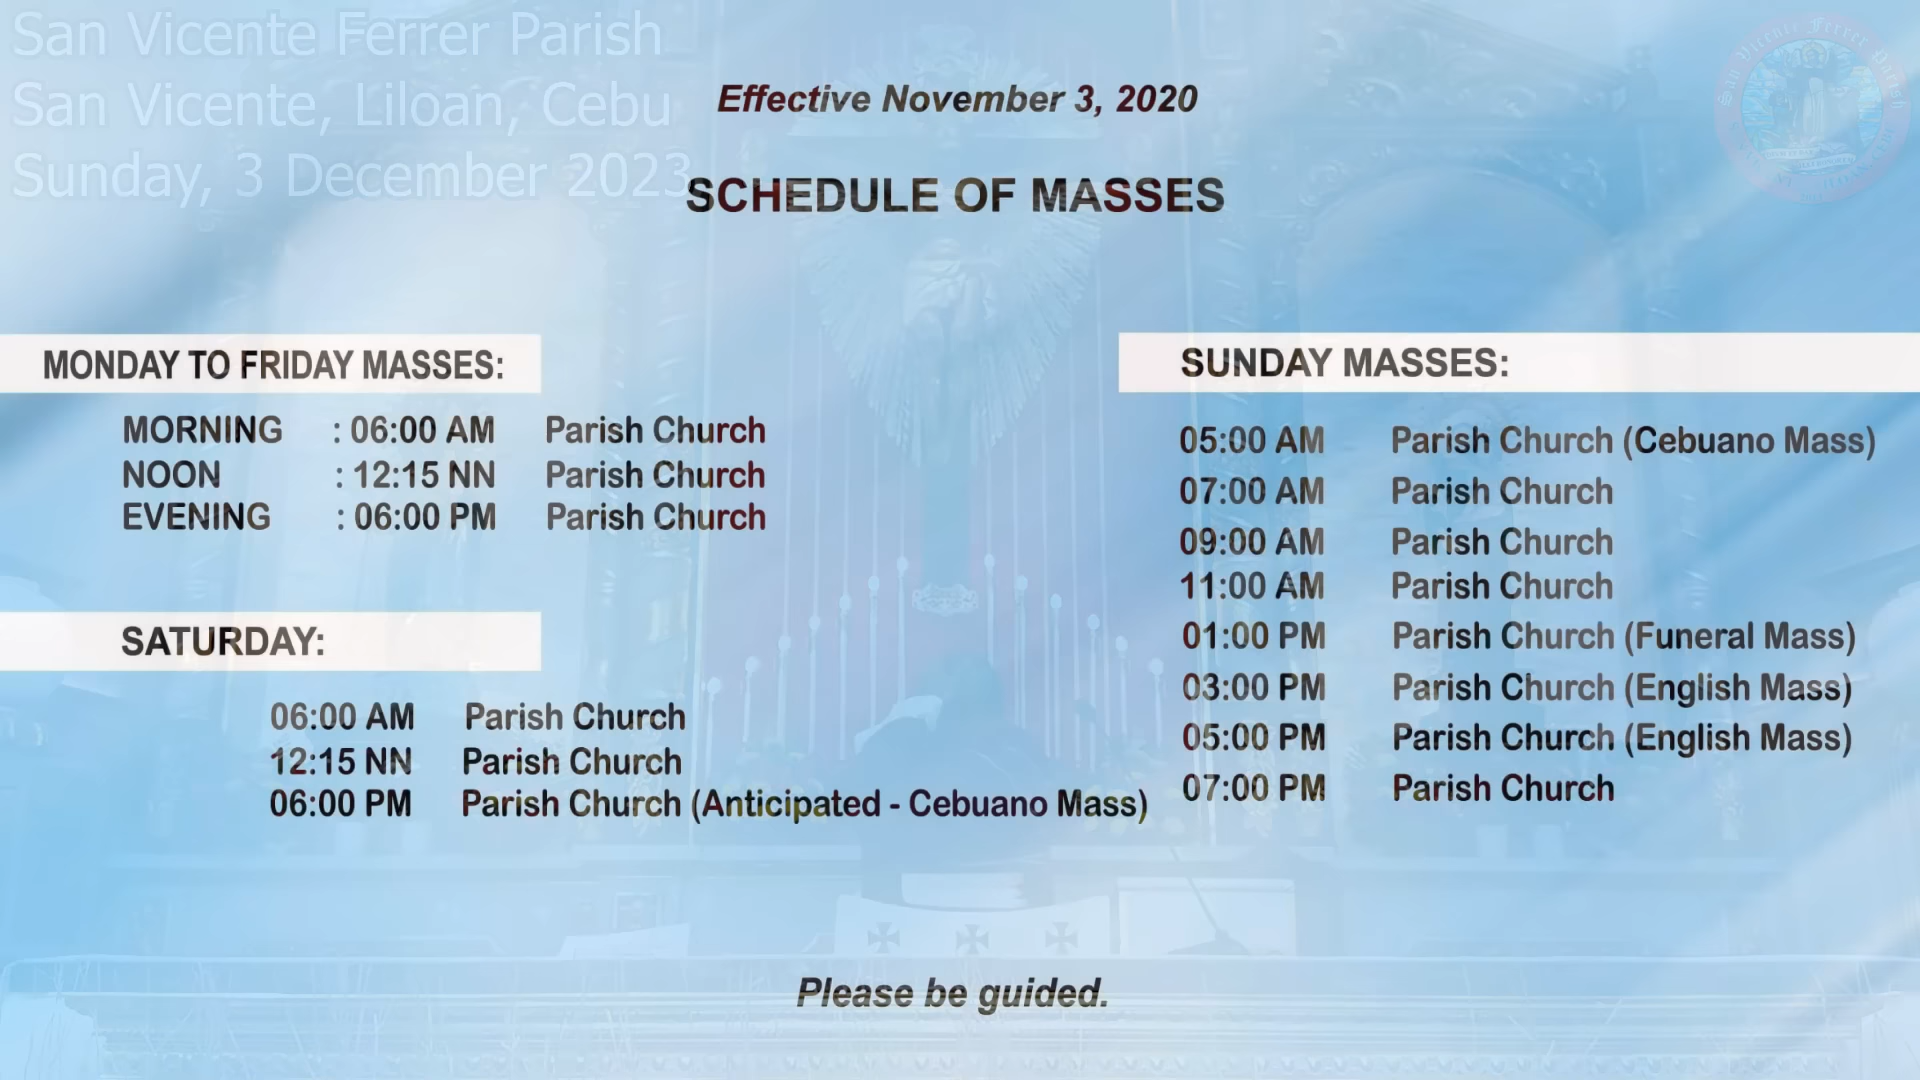 San Vicente Ferrer Parish
San Vicente, Liloan, Cebu
Sunday, 3 December 2023
San Vicente Ferrer Parish
Effective November 3, 2020
SCHEDULE OF MASSES
MONDAY TO FRIDAY MASSES:
MORNING : 06:00 AM Parish Church
NOON : 12:15 NN Parish Church
EVENING : 06:00 PM Parish Church
SATURDAY:
06:00 AM Parish Church
12:15 NN Parish Church
06:00 PM Parish Church (Anticipated - Cebuano Mass)
SUNDAY MASSES:
05:00 AM Parish Church (Cebuano Mass)
07:00 AM Parish Church
09:00 AM Parish Church
11:00 AM Parish Church
01:00 PM Parish Church (Funeral Mass)
03:00 PM Parish Church (English Mass)
05:00 PM Parish Church (English Mass)
07:00 PM Parish Church
Please be guided.